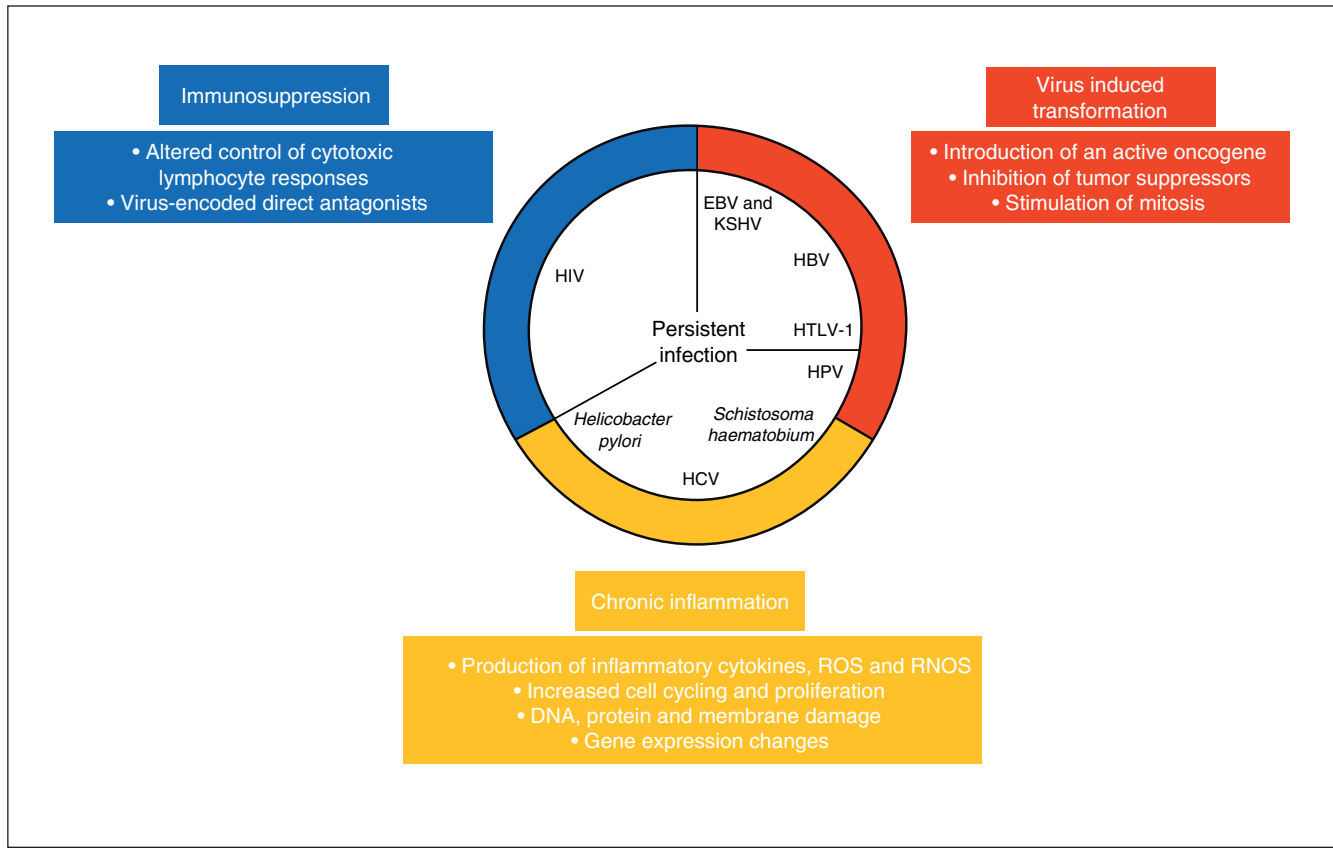 Immunosuppression
• Altered control of cytotoxic
lymphocyte responses
• Virus-encoded direct antagonists
Virus induced
transformation
• Introduction of an active oncogene
• Inhibition of tumor suppressors
• Stimulation of mitosis
EBV and
KSHV
HBV
HIV
HTLV-1
Persistent
infection
HPV
Helicobacter
pylori
Schistosoma
haematobium
HCV
Chronic inflammation
• Production of inflammatory cytokines, ROS and RNOS
• Increased cell cycling and proliferation
• DNA, protein and membrane damage
• Gene expression changes